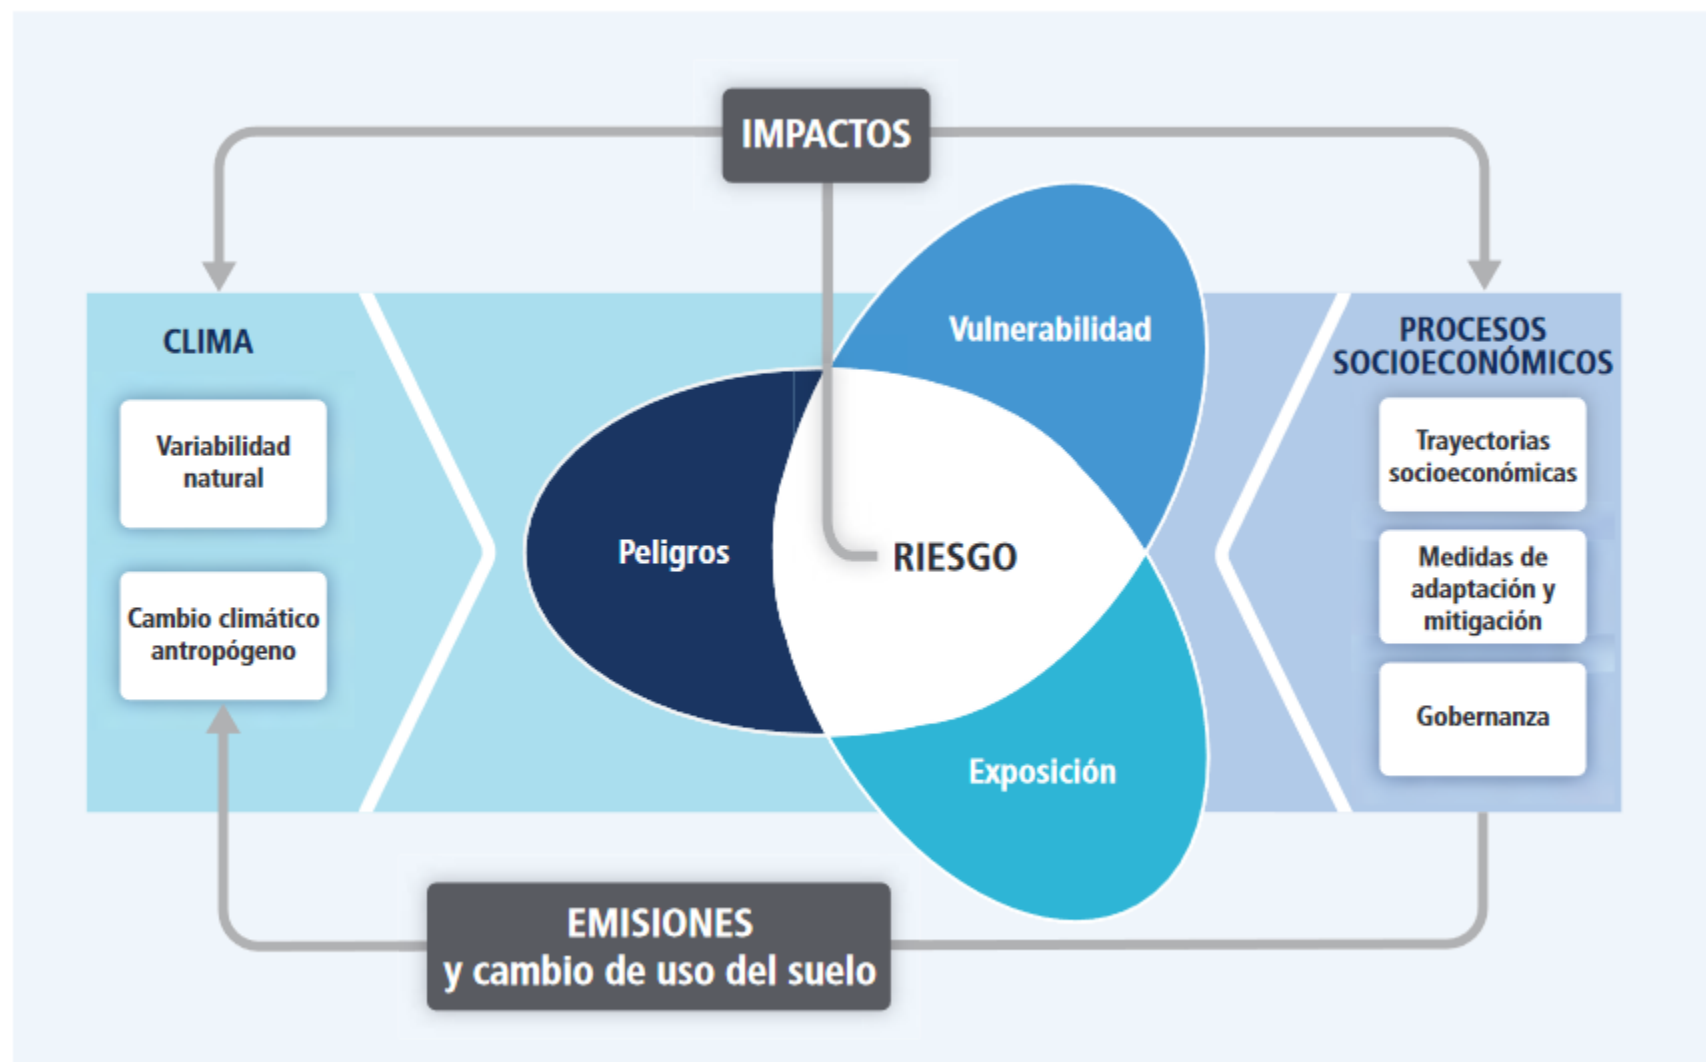 IMPACTOS
CLIMA
Variabilidad
natural
Cambio climático
antropógeno
Vulnerabilidad
Peligros
RIESGO
Exposición
PROCESOS
SOCIOECONÓMICOS
Trayectorias
socioeconómicas
Medidas de
adaptación y
mitigación
Gobernanza
EMISIONES
y cambio de uso del suelo